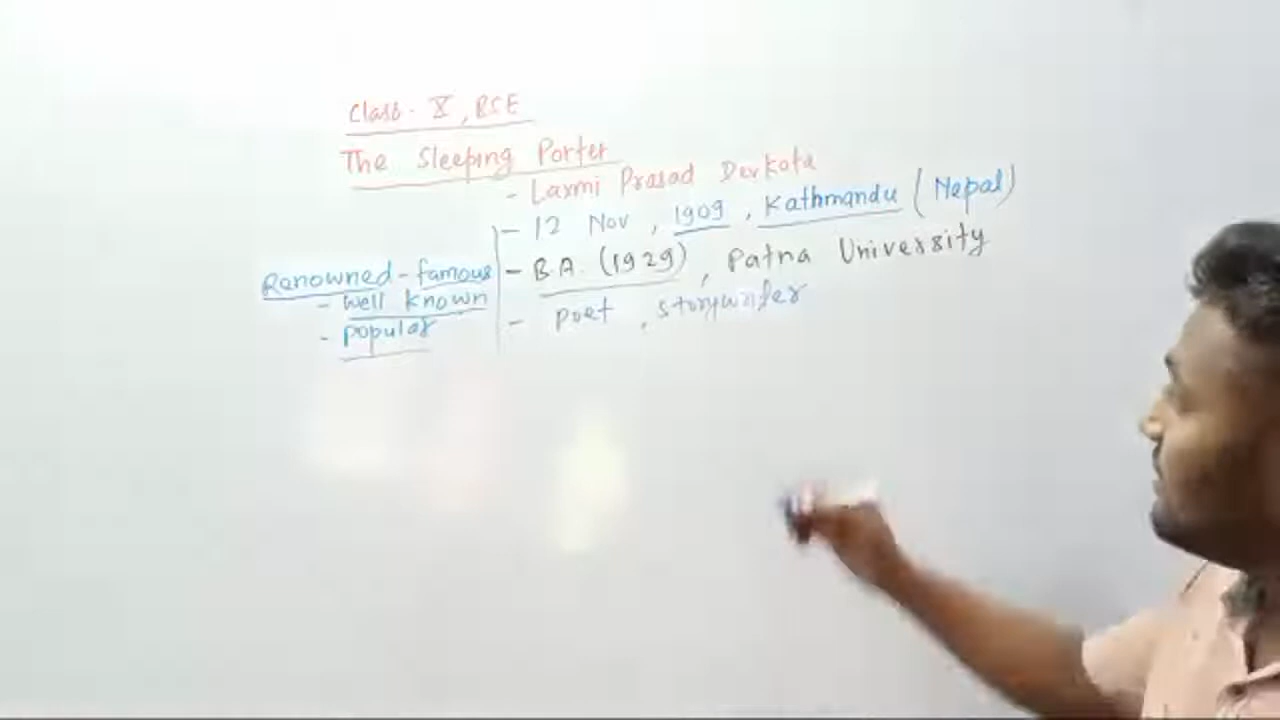 Class - X, BSE
The Sleeping Porter
- Laxmi Prasad Devkota
- 12 Nov, 1909, Kathmandu (Nepal)
- B.A. (1929), Patna University
- Poet, storywriter
Renowned - famous
- well known
- popular